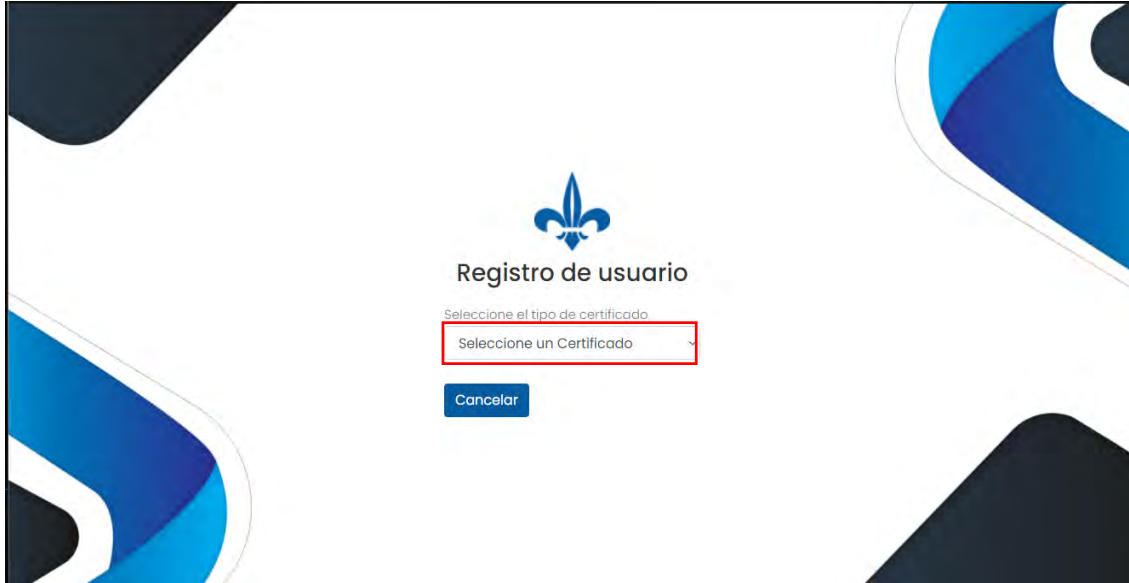 Registro de usuario
Seleccione el tipo de certificado
Seleccione un Certificado
Cancelar